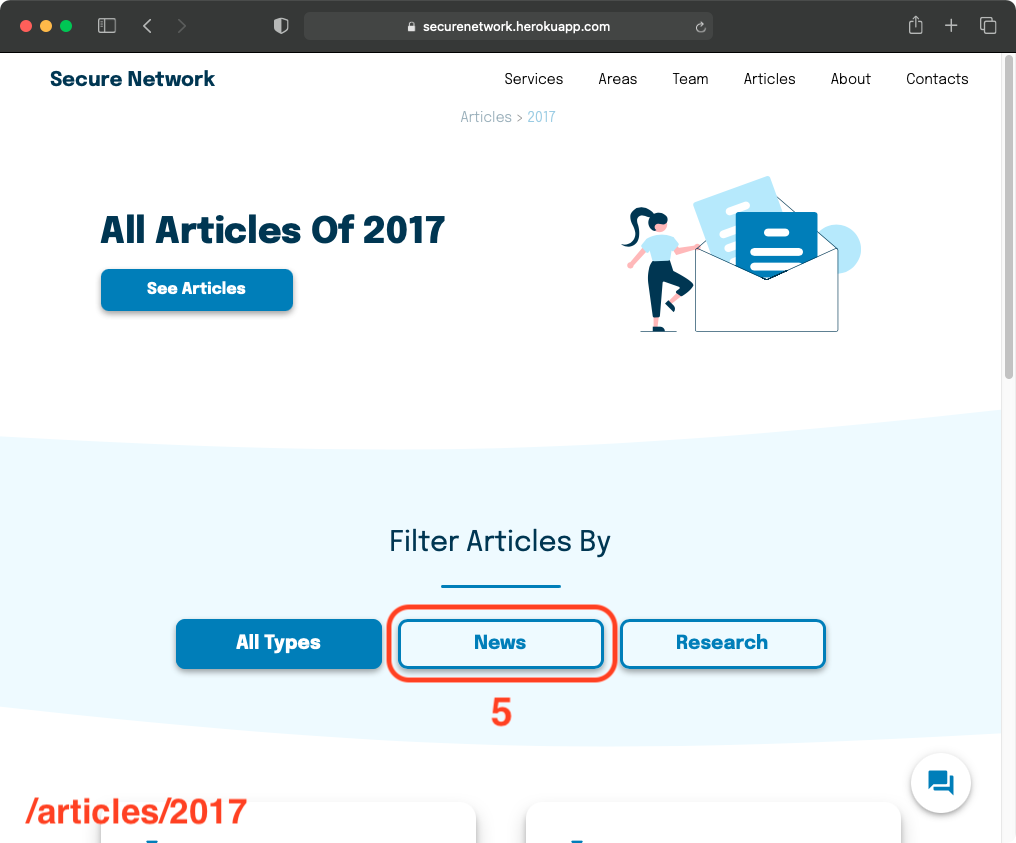 securenetwork.herokuapp.com
Secure Network
Services Areas Team Articles About Contacts
Articles > 2017
All Articles Of 2017
See Articles
Filter Articles By
All Types News Research
5
/articles/2017